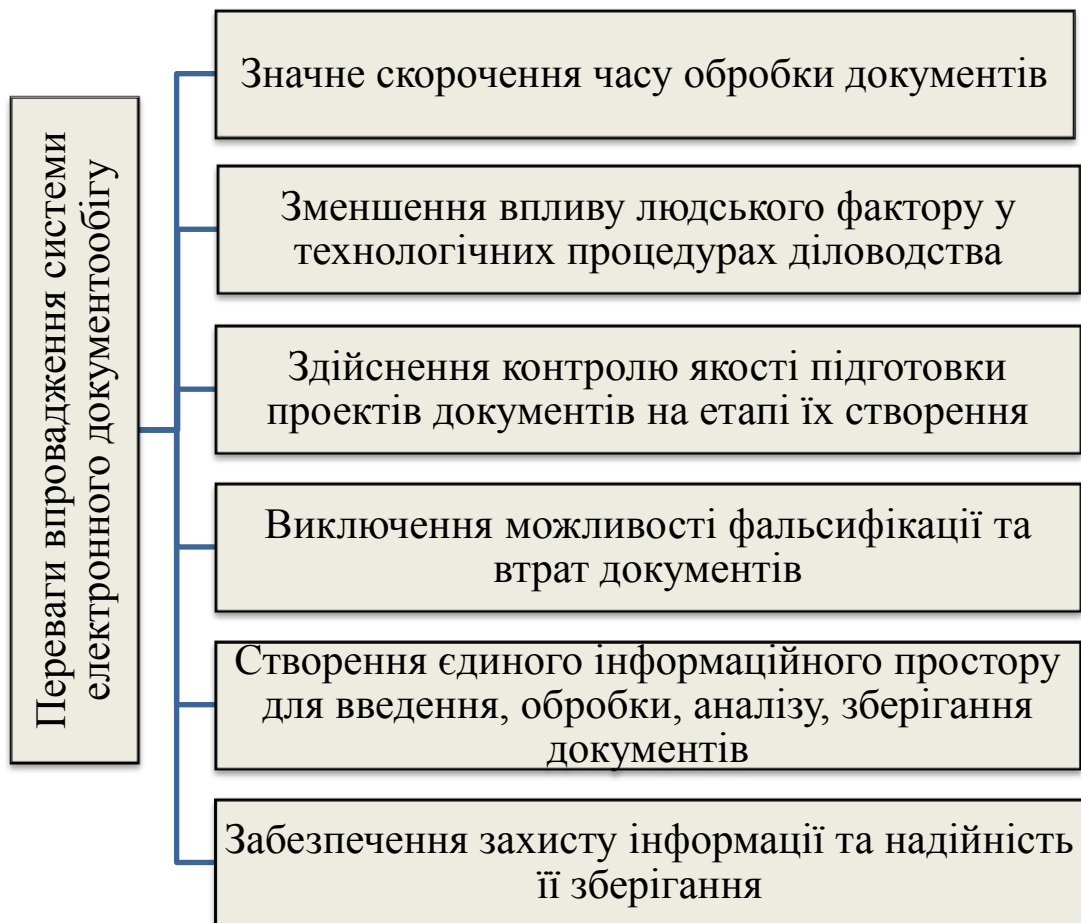 Переваги впровадження системи
електронного документообігу
Значне скорочення часу обробки документів
Зменшення впливу людського фактору у
технологічних процедурах діловодства
Здійснення контролю якості підготовки
проектів документів на етапі їх створення
Виключення можливості фальсифікації та
втрат документів
Створення єдиного інформаційного простору
для введення, обробки, аналізу, зберігання
документів
Забезпечення захисту інформації та надійність
її зберігання